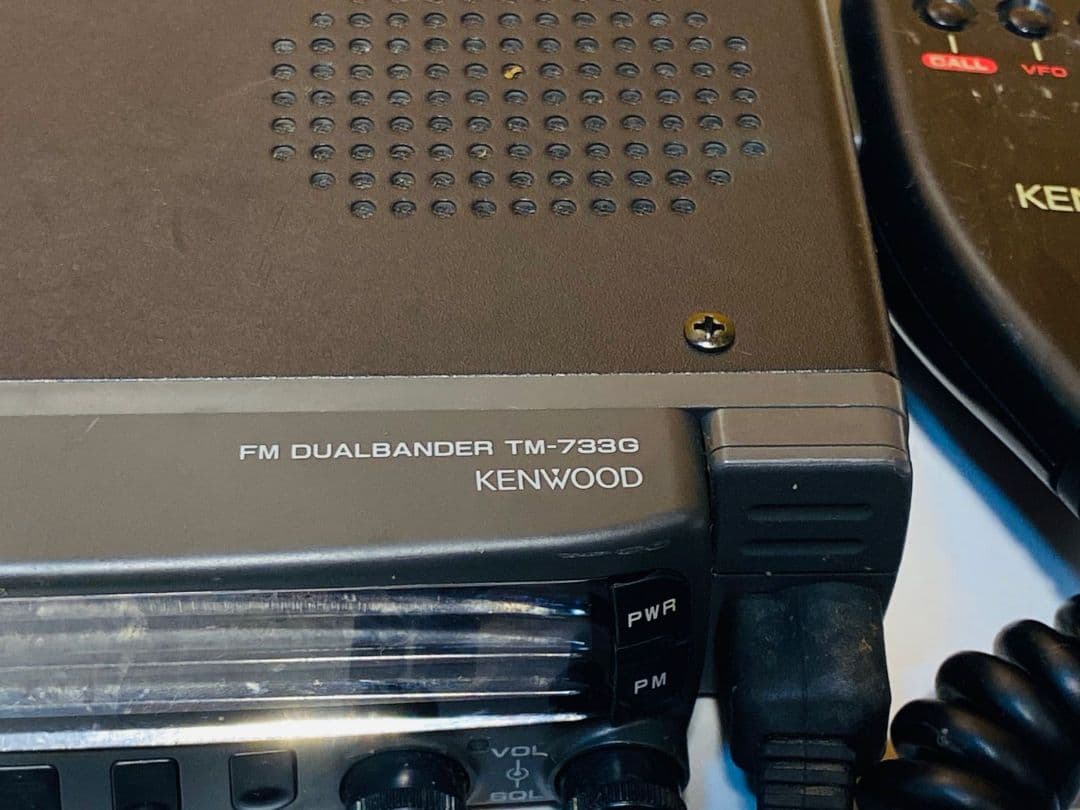 CALL
VFO
KEN
FM DUALBANDER TM-733G
KENWOOD
PWR
PM
VOL
SQL